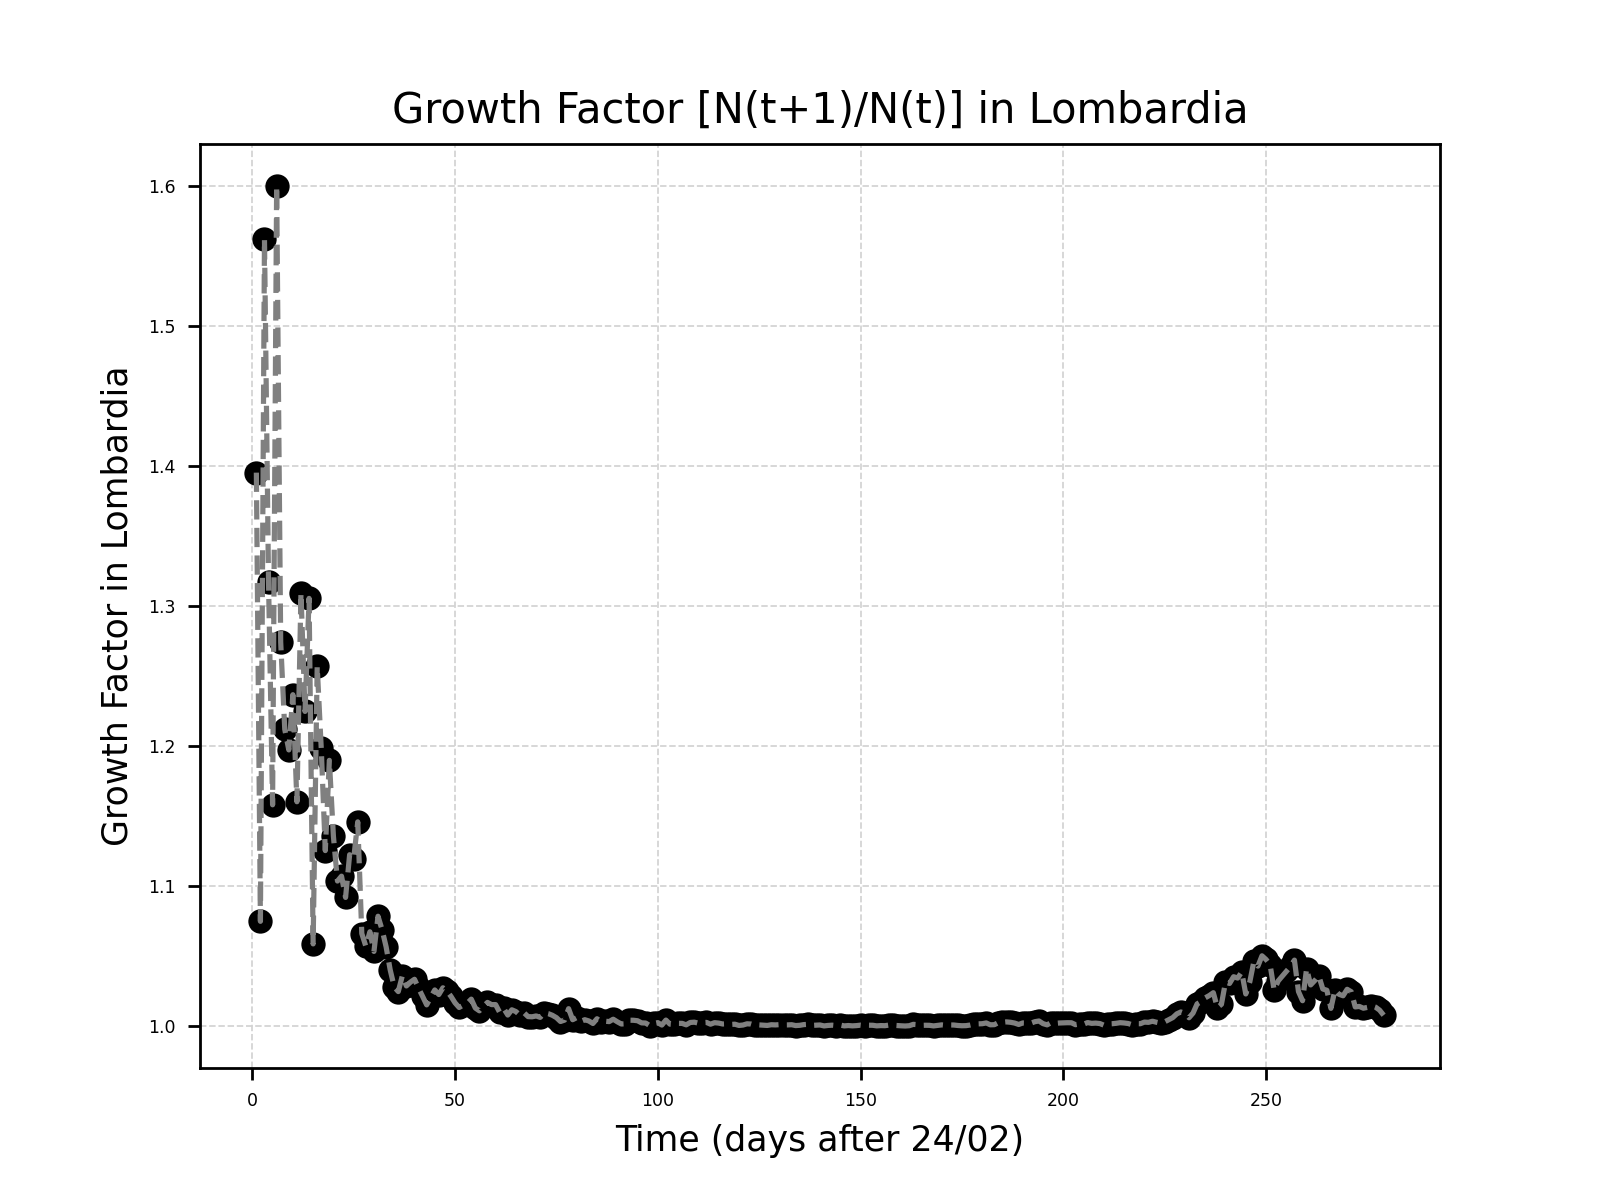 Growth Factor [N(t+1)/N(t)] in Lombardia
Growth Factor in Lombardia
1.6
1.5
1.4
1.3
1.2
1.1
1.0
0 50 100 150 200 250
Time (days after 24/02)